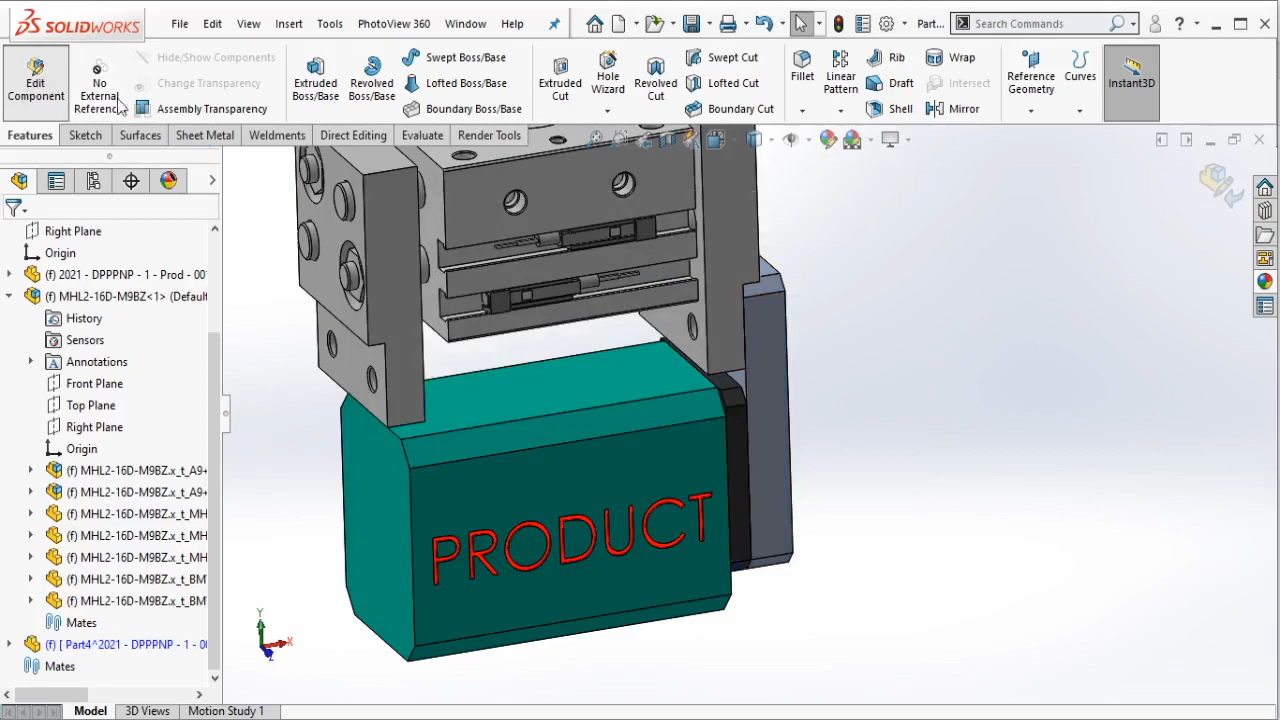 SOLIDWORKS File Edit View Insert Tools PhotoView 360 Window Help Part... Search Commands
Edit Component
No External References
Hide/Show Components
Change Transparency
Assembly Transparency
Extruded Boss/Base
Revolved Boss/Base
Swept Boss/Base
Lofted Boss/Base
Boundary Boss/Base
Extruded Cut
Hole Wizard
Revolved Cut
Swept Cut
Lofted Cut
Boundary Cut
Fillet
Linear Pattern
Rib
Draft
Shell
Wrap
Intersect
Mirror
Reference Geometry
Curves
Instant3D
Features Sketch Surfaces Sheet Metal Weldments Direct Editing Evaluate Render Tools
Right Plane
Origin
(f) 2021 - DPPPNP - 1 - Prod - 00
(f) MHL2-16D-M9BZ<1> (Default
History
Sensors
Annotations
Front Plane
Top Plane
Right Plane
Origin
(f) MHL2-16D-M9BZ.x_t_A9+
(f) MHL2-16D-M9BZ.x_t_A9+
(f) MHL2-16D-M9BZ.x_t_MH
(f) MHL2-16D-M9BZ.x_t_MH
(f) MHL2-16D-M9BZ.x_t_MH
(f) MHL2-16D-M9BZ.x_t_BM
(f) MHL2-16D-M9BZ.x_t_BM
Mates
(f) [ Part4^2021 - DPPPNP - 1 - 00
Mates
PRODUCT
Y
X
Z
Model 3D Views Motion Study 1